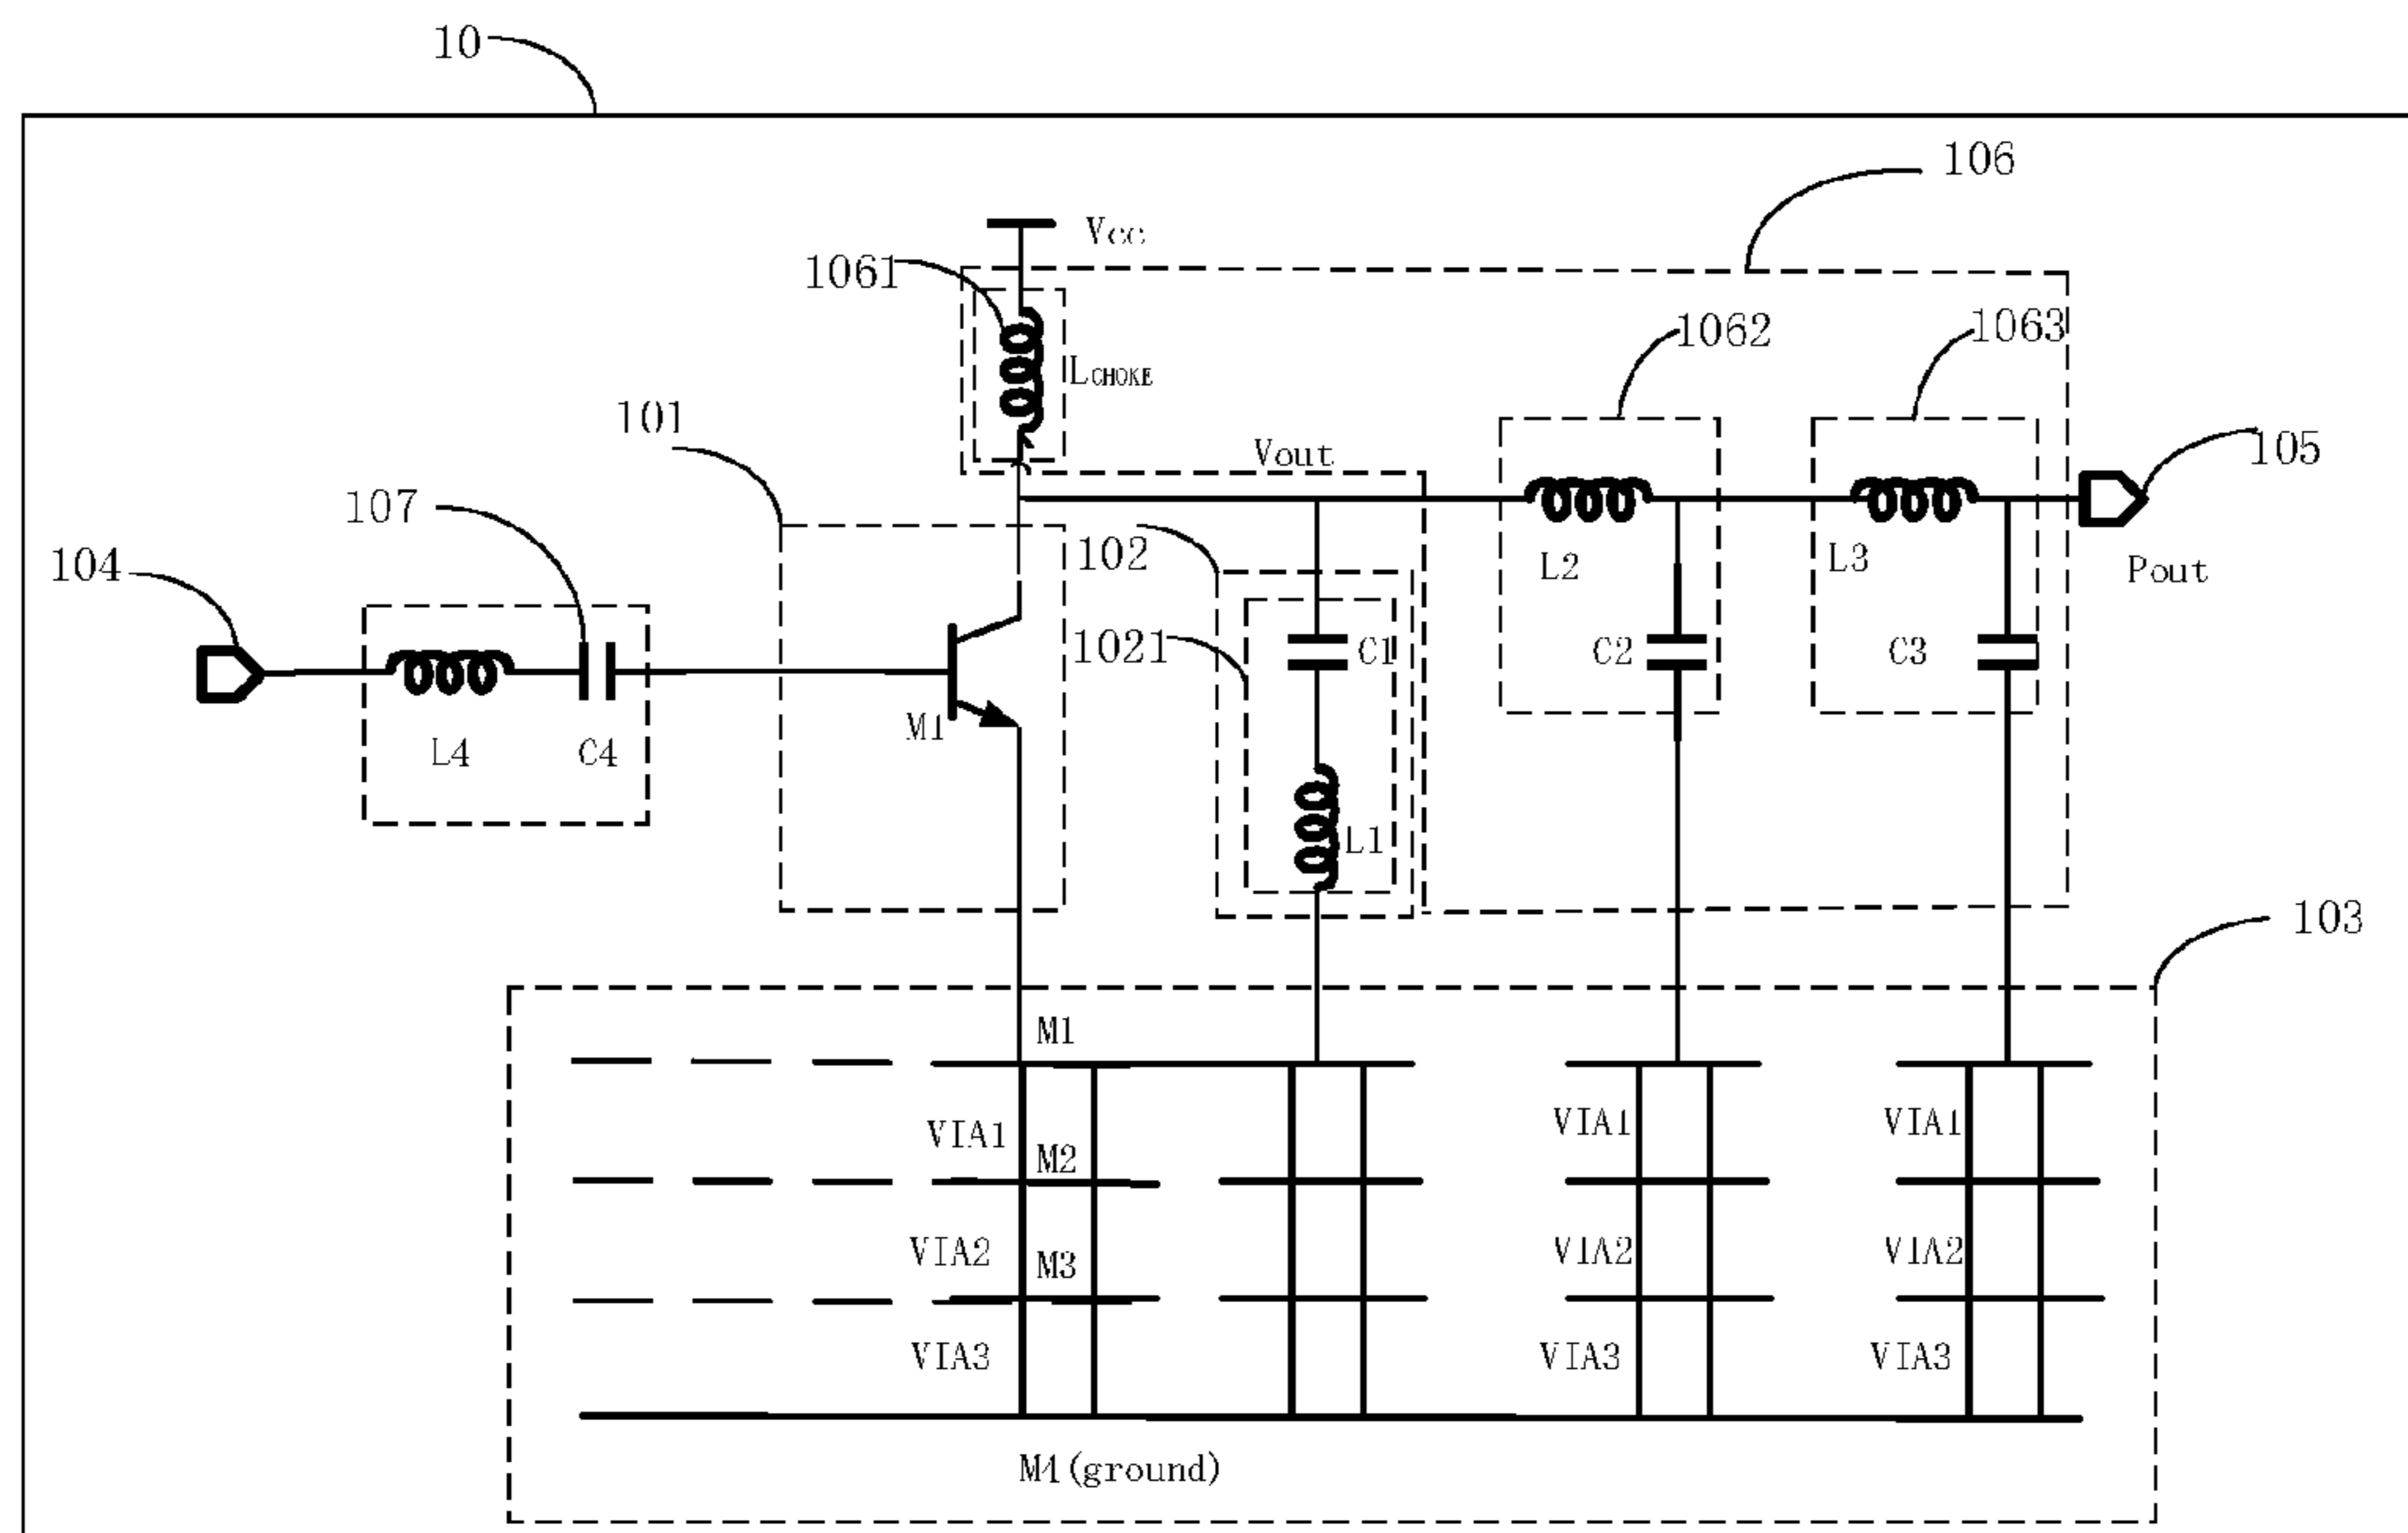 10
106
Vcc
1061
1062
1063
LCHOKE
101
Vout
105
107
102
104
L2
L3
Pout
1021
C1
C2
C3
M1
L4
C4
L1
103
M1
VIA1
VIA1
VIA1
M2
VIA2
M3
VIA2
VIA2
VIA3
VIA3
VIA3
M4(ground)